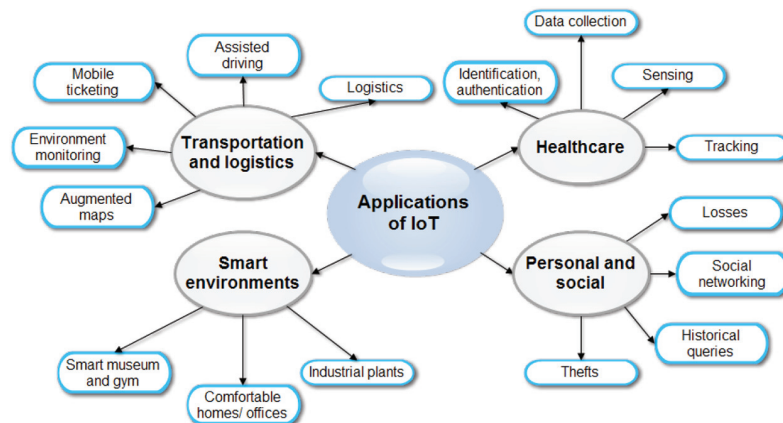 Data collection
Assisted
driving
Mobile
ticketing
Logistics
Identification,
authentication
Sensing
Environment
monitoring
Transportation
and logistics
Healthcare
Tracking
Augmented
maps
Applications
of IoT
Losses
Smart
environments
Personal and
social
Social
networking
Smart museum
and gym
Industrial plants
Comfortable
homes/ offices
Thefts
Historical
queries